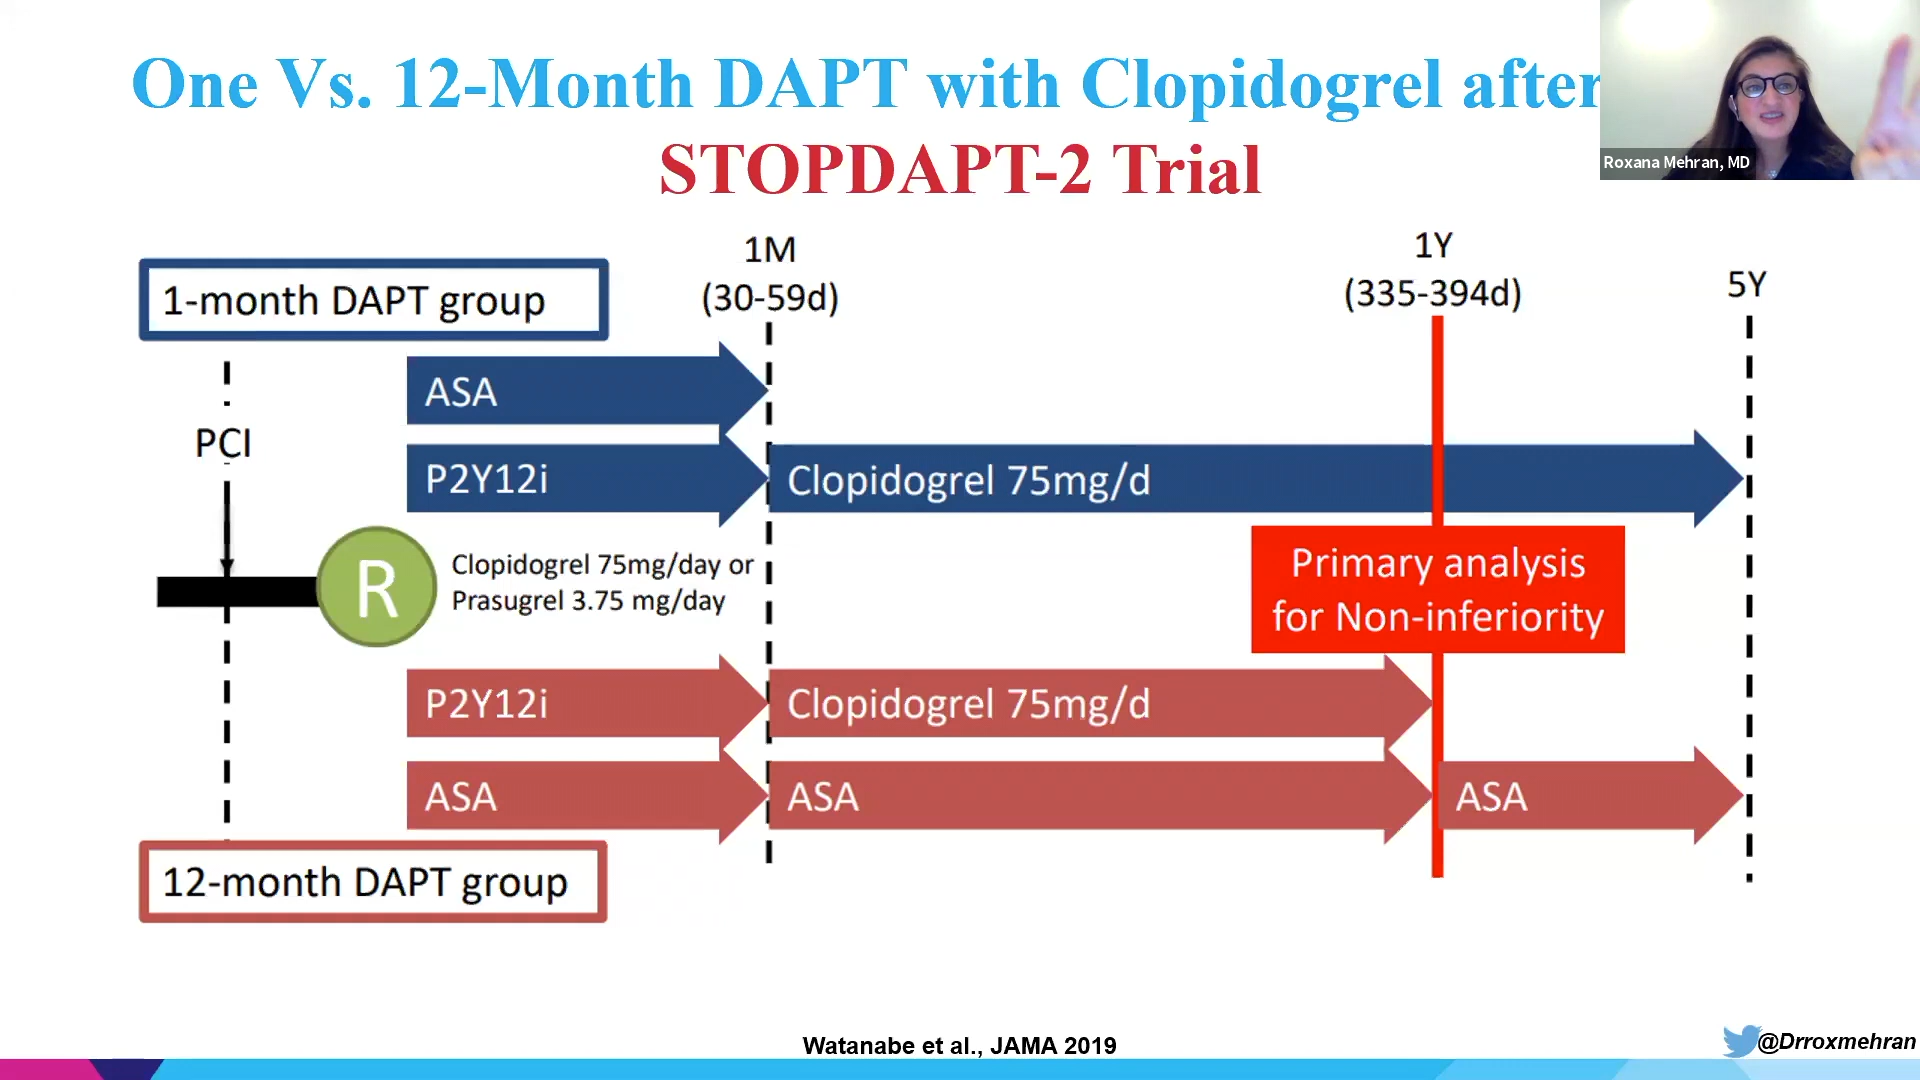 One Vs. 12-Month DAPT with Clopidogrel after
STOPDAPT-2 Trial
Roxana Mehran, MD
1M
(30-59d)
1Y
(335-394d)
5Y
1-month DAPT group
ASA
PCI
P2Y12i
Clopidogrel 75mg/d
R
Clopidogrel 75mg/day or
Prasugrel 3.75 mg/day
Primary analysis
for Non-inferiority
P2Y12i
Clopidogrel 75mg/d
ASA
ASA
ASA
12-month DAPT group
Watanabe et al., JAMA 2019
@Drroxmehran